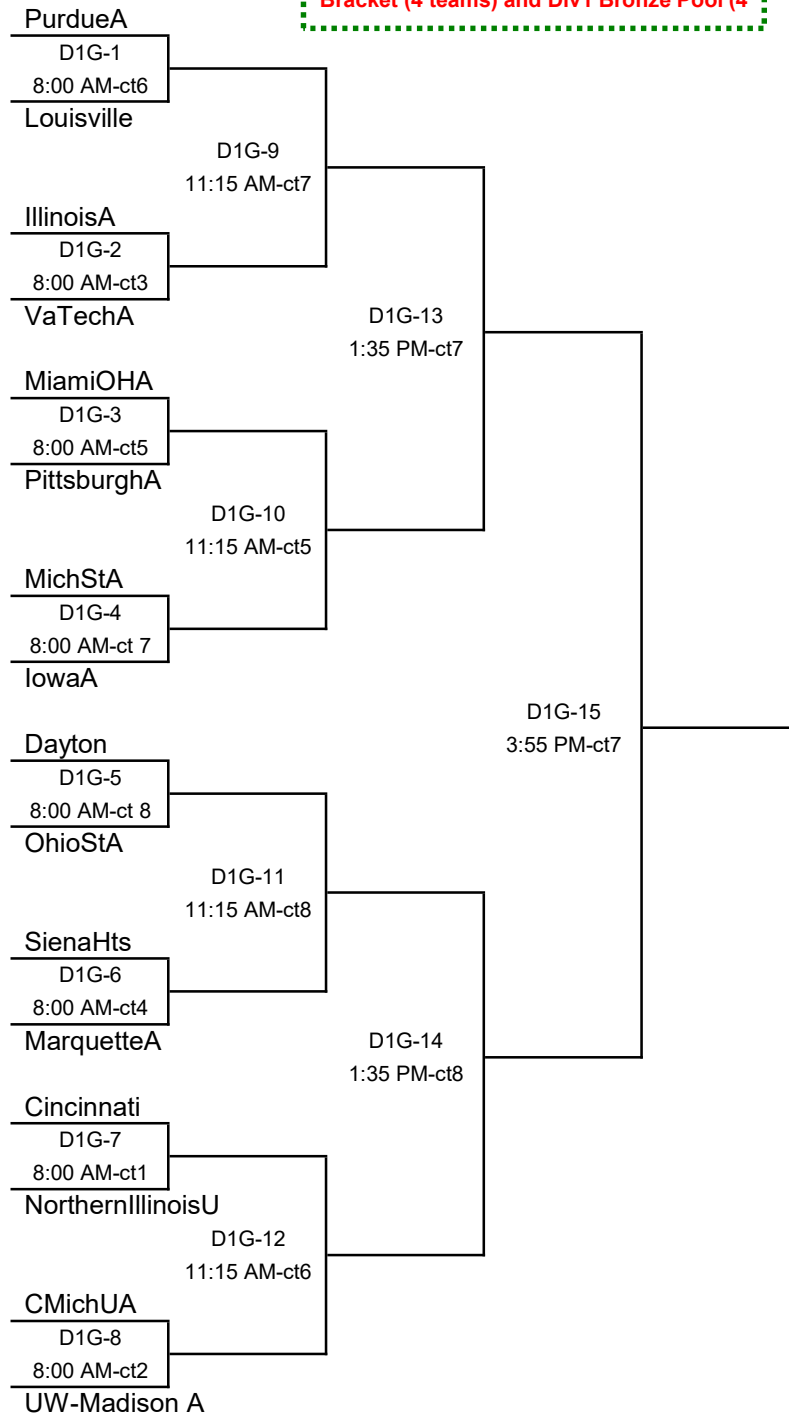 Bracket (4 teams) and Div1 Bronze Pool (4
PurdueA
D1G-1
8:00 AM-ct6
Louisville
D1G-9
11:15 AM-ct7
IllinoisA
D1G-2
8:00 AM-ct3
VaTechA
D1G-13
1:35 PM-ct7
MiamiOHA
D1G-3
8:00 AM-ct5
PittsburghA
D1G-10
11:15 AM-ct5
MichStA
D1G-4
8:00 AM-ct 7
IowaA
D1G-15
3:55 PM-ct7
Dayton
D1G-5
8:00 AM-ct 8
OhioStA
D1G-11
11:15 AM-ct8
SienaHts
D1G-6
8:00 AM-ct4
MarquetteA
D1G-14
1:35 PM-ct8
Cincinnati
D1G-7
8:00 AM-ct1
NorthernIllinoisU
D1G-12
11:15 AM-ct6
CMichUA
D1G-8
8:00 AM-ct2
UW-Madison A